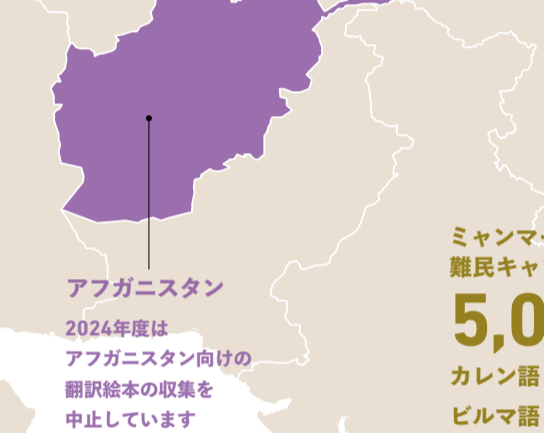 アフガニスタン
2024年度は
アフガニスタン向けの
翻訳絵本の収集を
中止しています
ミャンマー
難民キャ
5,0
カレン語
ビルマ語